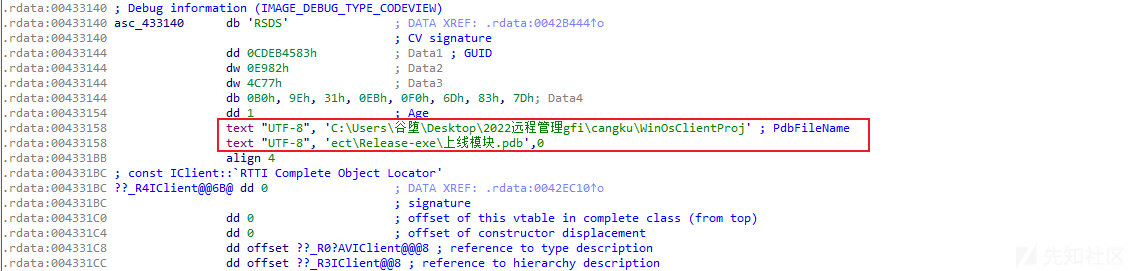 .rdata:00433140 ; Debug information (IMAGE_DEBUG_TYPE_CODEVIEW)
.rdata:00433140 asc_433140 db 'RSDS' ; DATA XREF: .rdata:0042B444↑o
.rdata:00433140 ; CV signature
.rdata:00433144 dd 0CDEB4583h ; Data1 ; GUID
.rdata:00433144 dw 0E982h ; Data2
.rdata:00433144 dw 4C77h ; Data3
.rdata:00433144 db 0B0h, 9Eh, 31h, 0EBh, 0F0h, 6Dh, 83h, 7Dh; Data4
.rdata:00433154 dd 1 ; Age
.rdata:00433158 text "UTF-8", 'C:\Users\谷堕\Desktop\2022远程管理gfi\cangku\WinOsClientProj' ; PdbFileName
.rdata:00433158 text "UTF-8", 'ect\Release-exe\上线模块.pdb',0
.rdata:004331BB align 4
.rdata:004331BC ; const IClient::`RTTI Complete Object Locator'
.rdata:004331BC ??_R4IClient@@6B@ dd 0 ; DATA XREF: .rdata:0042EC10↑o
.rdata:004331BC ; signature
.rdata:004331C0 dd 0 ; offset of this vtable in complete class (from top)
.rdata:004331C4 dd 0 ; offset of constructor displacement
.rdata:004331C8 dd offset ??_R0?AVIClient@@@8 ; reference to type description
.rdata:004331CC dd offset ??_R3IClient@@8 ; reference to hierarchy description
先知社区